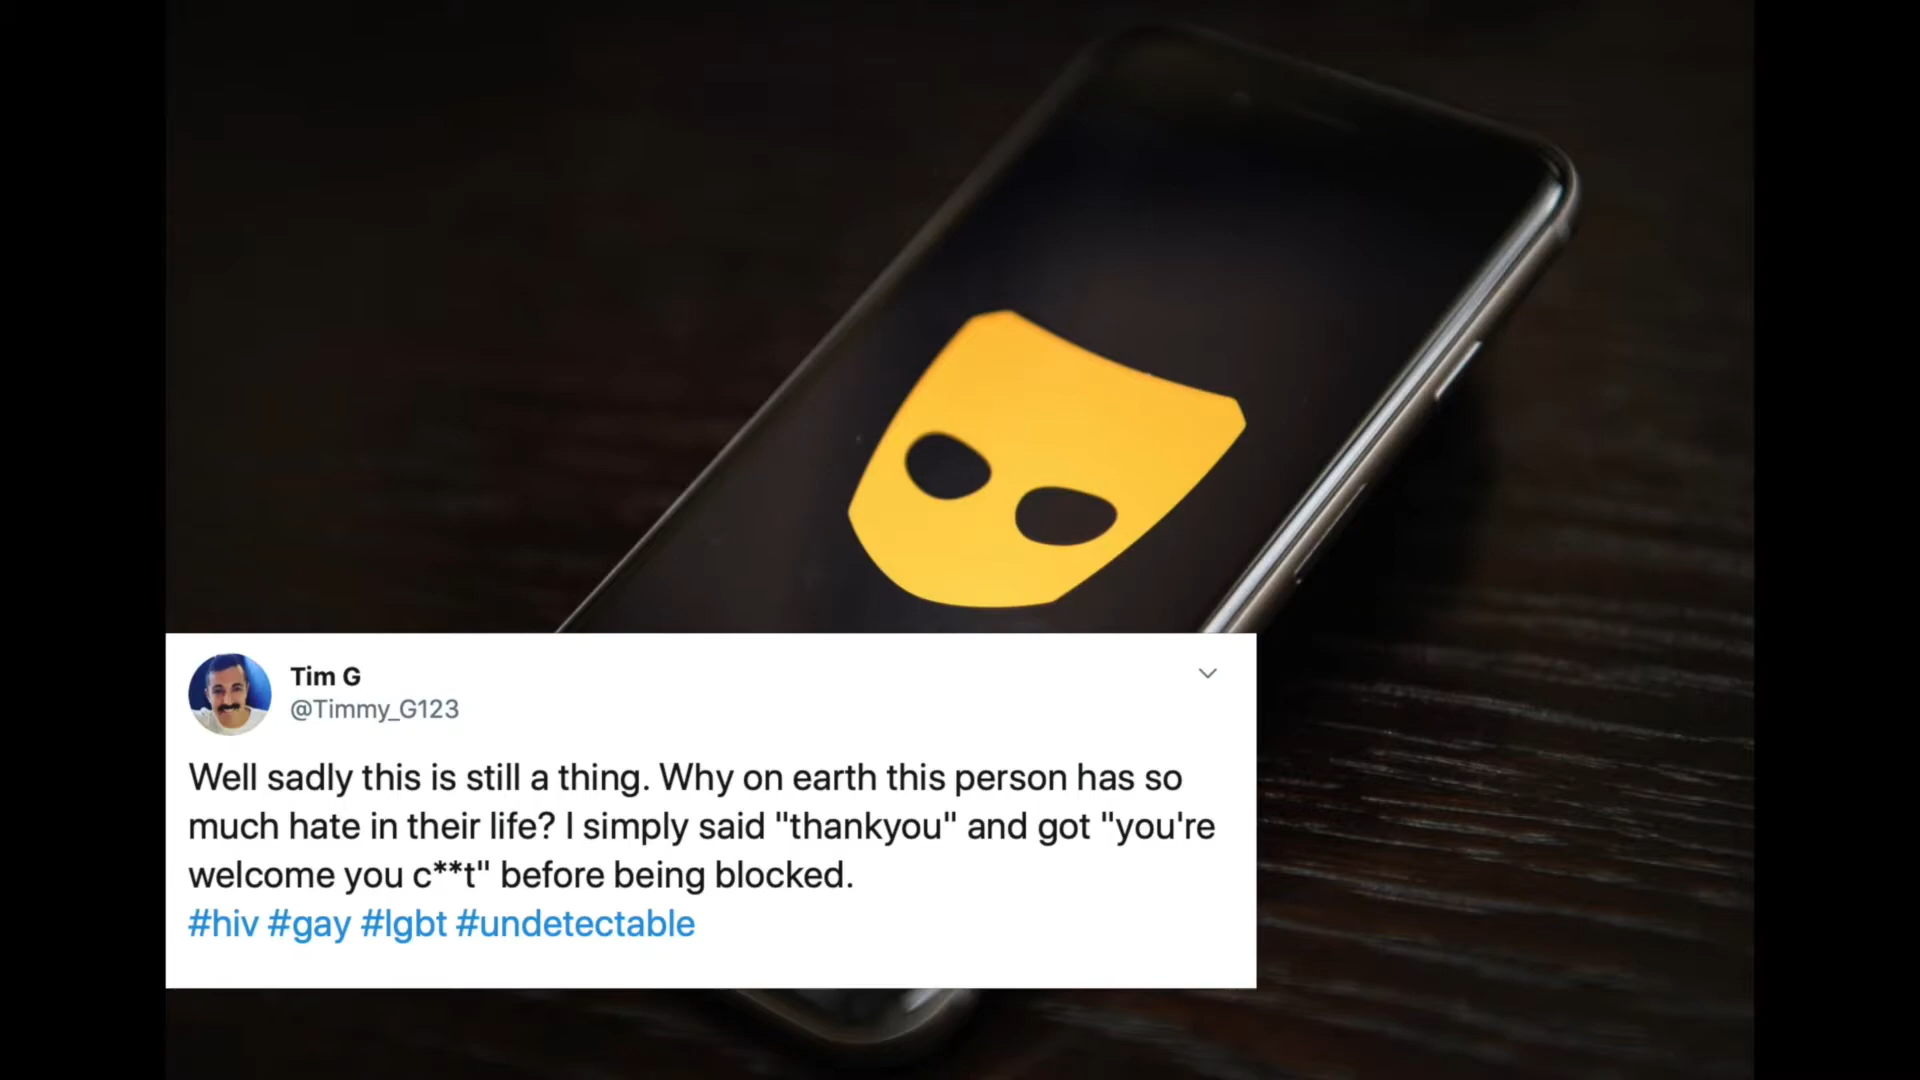 Tim G
@Timmy_G123
Well sadly this is still a thing. Why on earth this person has so
much hate in their life? I simply said "thankyou" and got "you're
welcome you c**t" before being blocked.
#hiv #gay #lgbt #undetectable